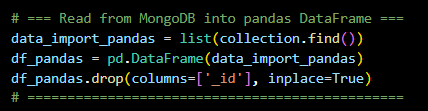 # === Read from MongoDB into pandas DataFrame ===
data_import_pandas = list(collection.find())
df_pandas = pd.DataFrame(data_import_pandas)
df_pandas.drop(columns=['_id'], inplace=True)
# ==============================================